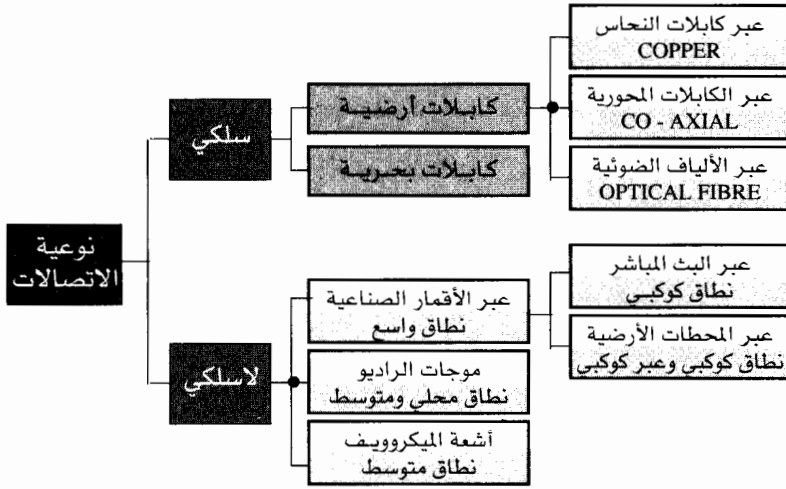 نوعية
الاتصالات
سلكي
كابلات أرضية
عبر كابلات النحاس
COPPER
عبر الكابلات المحورية
CO - AXIAL
عبر الألياف الضوئية
OPTICAL FIBRE
كابلات بحرية
لاسلكي
عبر الأقمار الصناعية
نطاق واسع
عبر البث المباشر
نطاق كوكبي
عبر المحطات الأرضية
نطاق كوكبي وعبر كوكبي
موجات الراديو
نطاق محلي ومتوسط
أشعة الميكروويف
نطاق متوسط